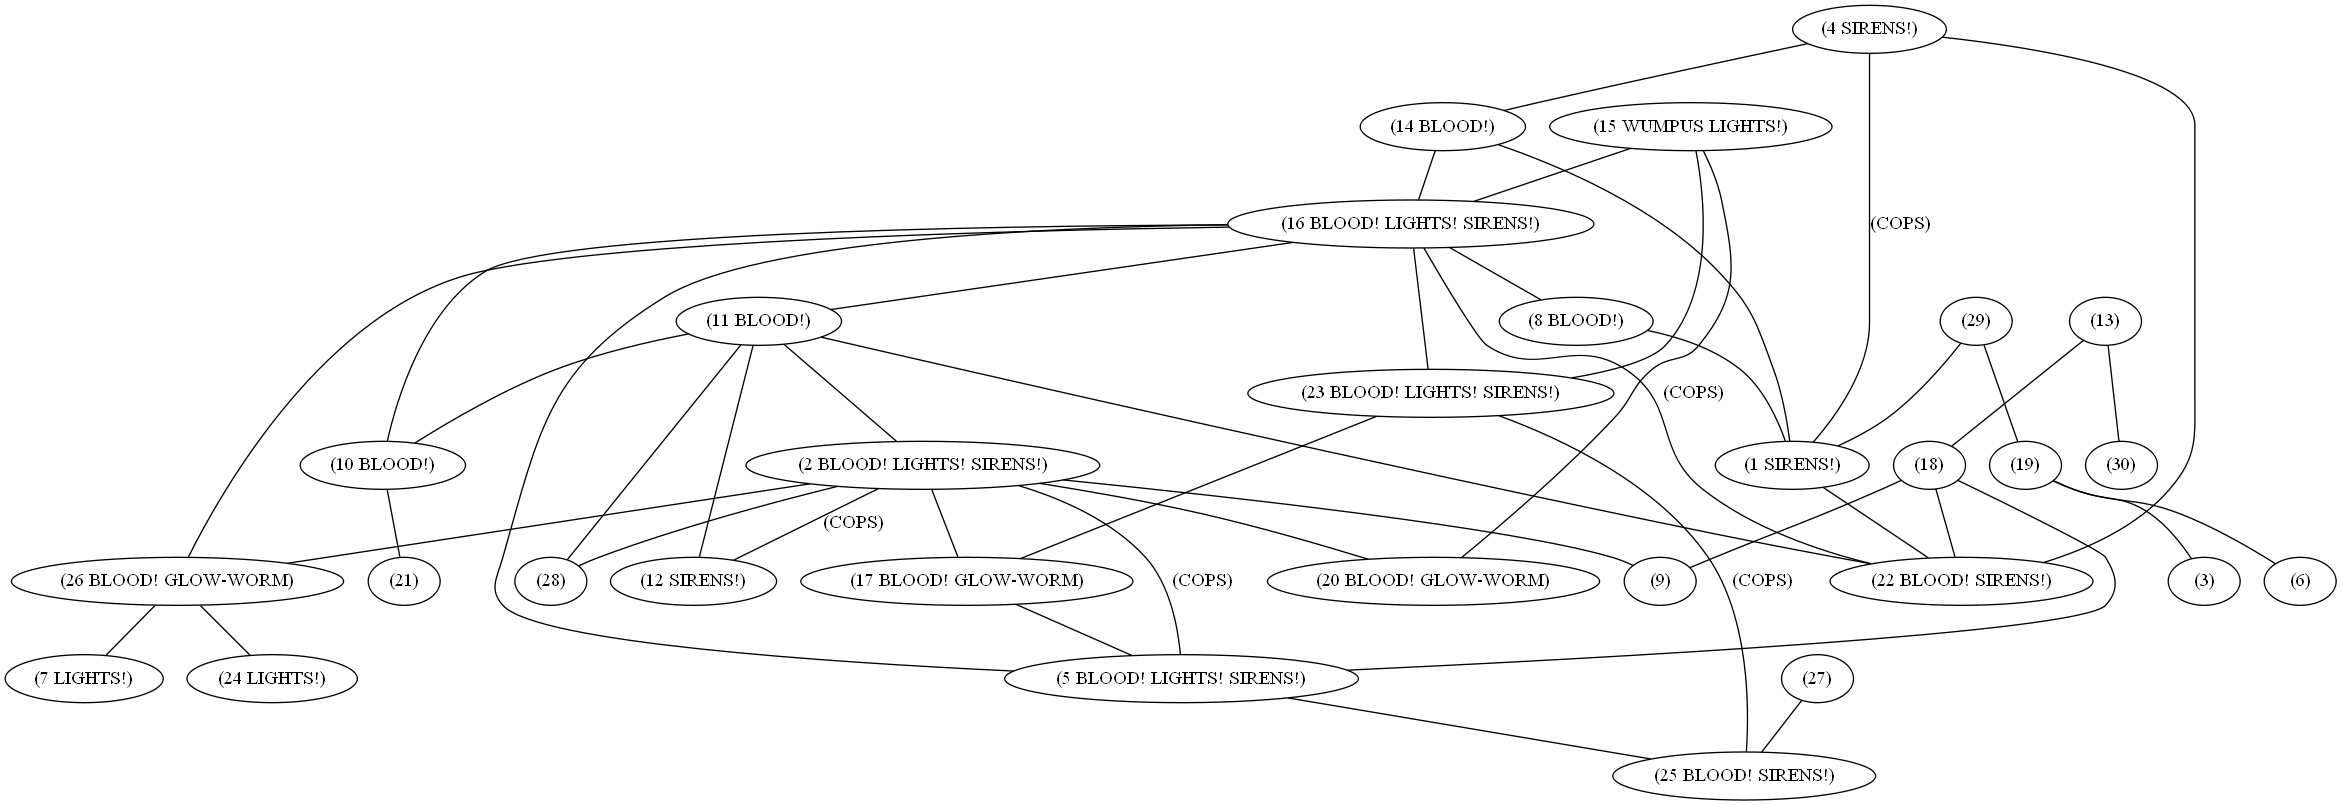 (4 SIRENS!)
(14 BLOOD!)
(15 WUMPUS LIGHTS!)
(16 BLOOD! LIGHTS! SIRENS!)
(COPS)
(11 BLOOD!)
(8 BLOOD!)
(29)
(13)
(23 BLOOD! LIGHTS! SIRENS!)
(COPS)
(10 BLOOD!)
(2 BLOOD! LIGHTS! SIRENS!)
(1 SIRENS!)
(18)
(19)
(30)
(COPS)
(26 BLOOD! GLOW-WORM)
(21)
(28)
(12 SIRENS!)
(17 BLOOD! GLOW-WORM)
(COPS)
(20 BLOOD! GLOW-WORM)
(9)
(COPS)
(22 BLOOD! SIRENS!)
(3)
(6)
(7 LIGHTS!)
(24 LIGHTS!)
(5 BLOOD! LIGHTS! SIRENS!)
(27)
(25 BLOOD! SIRENS!)